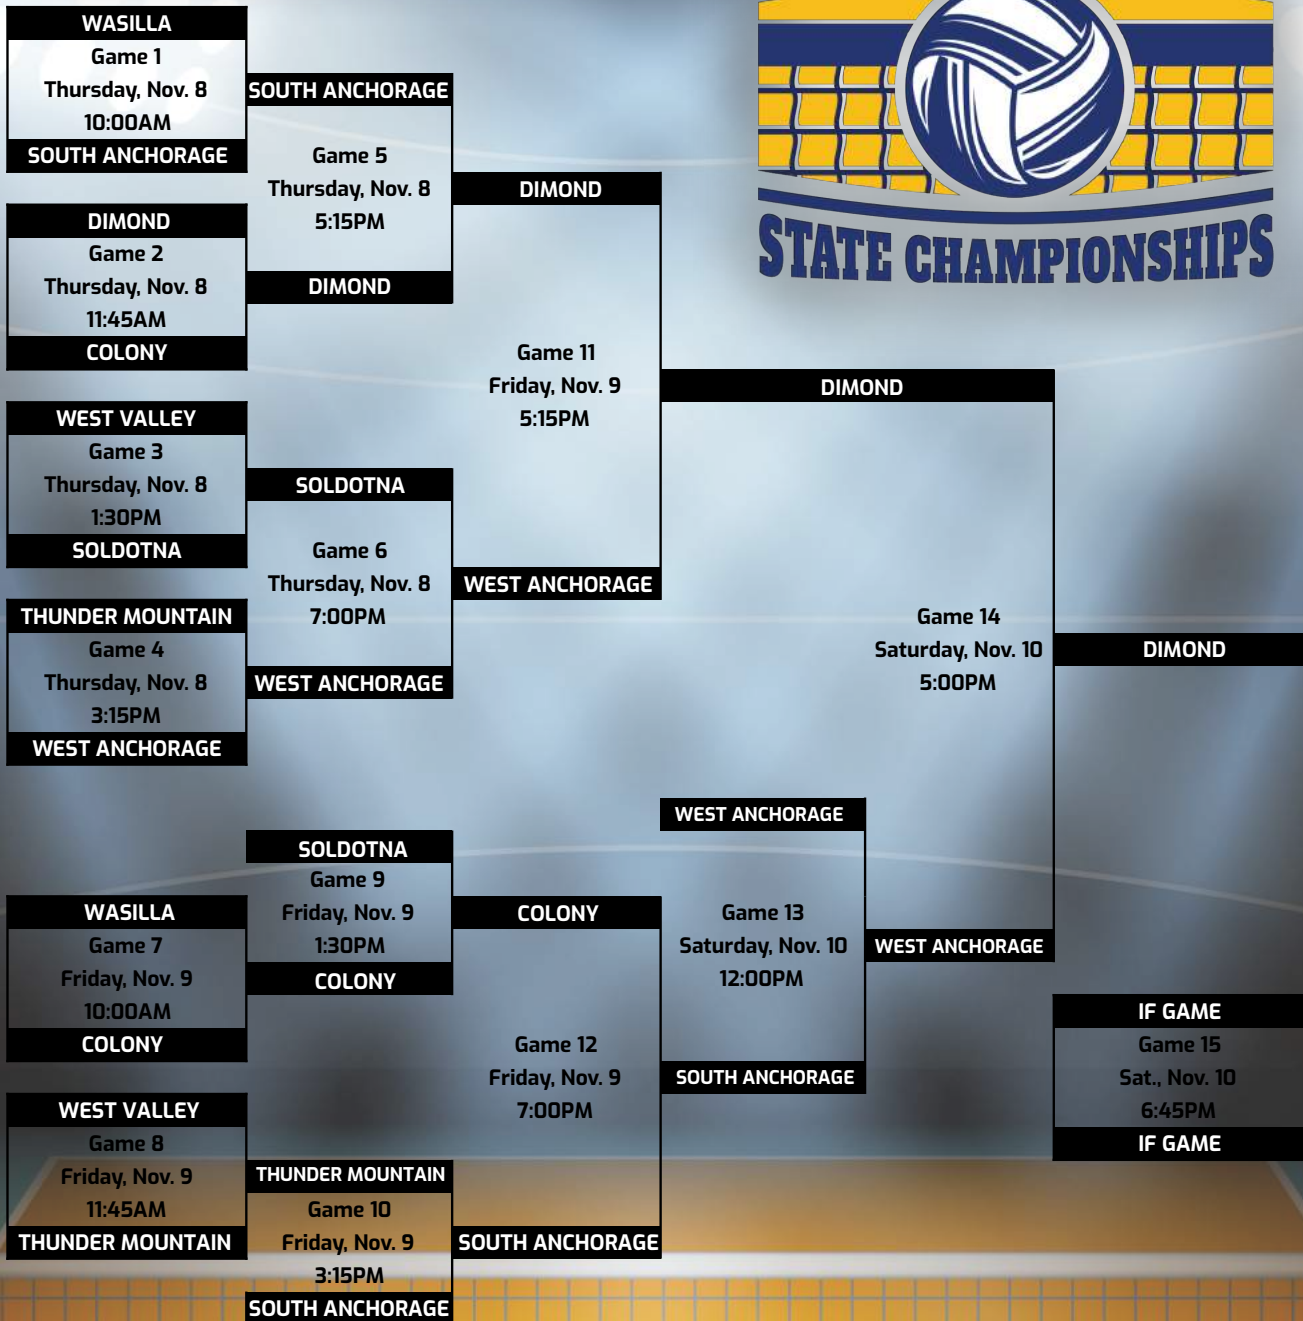 WASILLA
Game 1
Thursday, Nov. 8
10:00AM
SOUTH ANCHORAGE
DIMOND
Game 2
Thursday, Nov. 8
11:45AM
COLONY
WEST VALLEY
Game 3
Thursday, Nov. 8
1:30PM
SOLDOTNA
THUNDER MOUNTAIN
Game 4
Thursday, Nov. 8
3:15PM
WEST ANCHORAGE
SOUTH ANCHORAGE
Game 5
Thursday, Nov. 8
5:15PM
DIMOND
SOLDOTNA
Game 6
Thursday, Nov. 8
7:00PM
WEST ANCHORAGE
DIMOND
Game 11
Friday, Nov. 9
5:15PM
WEST ANCHORAGE
STATE CHAMPIONSHIPS
DIMOND
Game 14
Saturday, Nov. 10
5:00PM
WEST ANCHORAGE
DIMOND
WASILLA
Game 7
Friday, Nov. 9
10:00AM
COLONY
WEST VALLEY
Game 8
Friday, Nov. 9
11:45AM
THUNDER MOUNTAIN
SOLDOTNA
Game 9
Friday, Nov. 9
1:30PM
COLONY
THUNDER MOUNTAIN
Game 10
Friday, Nov. 9
3:15PM
SOUTH ANCHORAGE
COLONY
Game 12
Friday, Nov. 9
7:00PM
SOUTH ANCHORAGE
WEST ANCHORAGE
Game 13
Saturday, Nov. 10
12:00PM
SOUTH ANCHORAGE
IF GAME
Game 15
Sat., Nov. 10
6:45PM
IF GAME